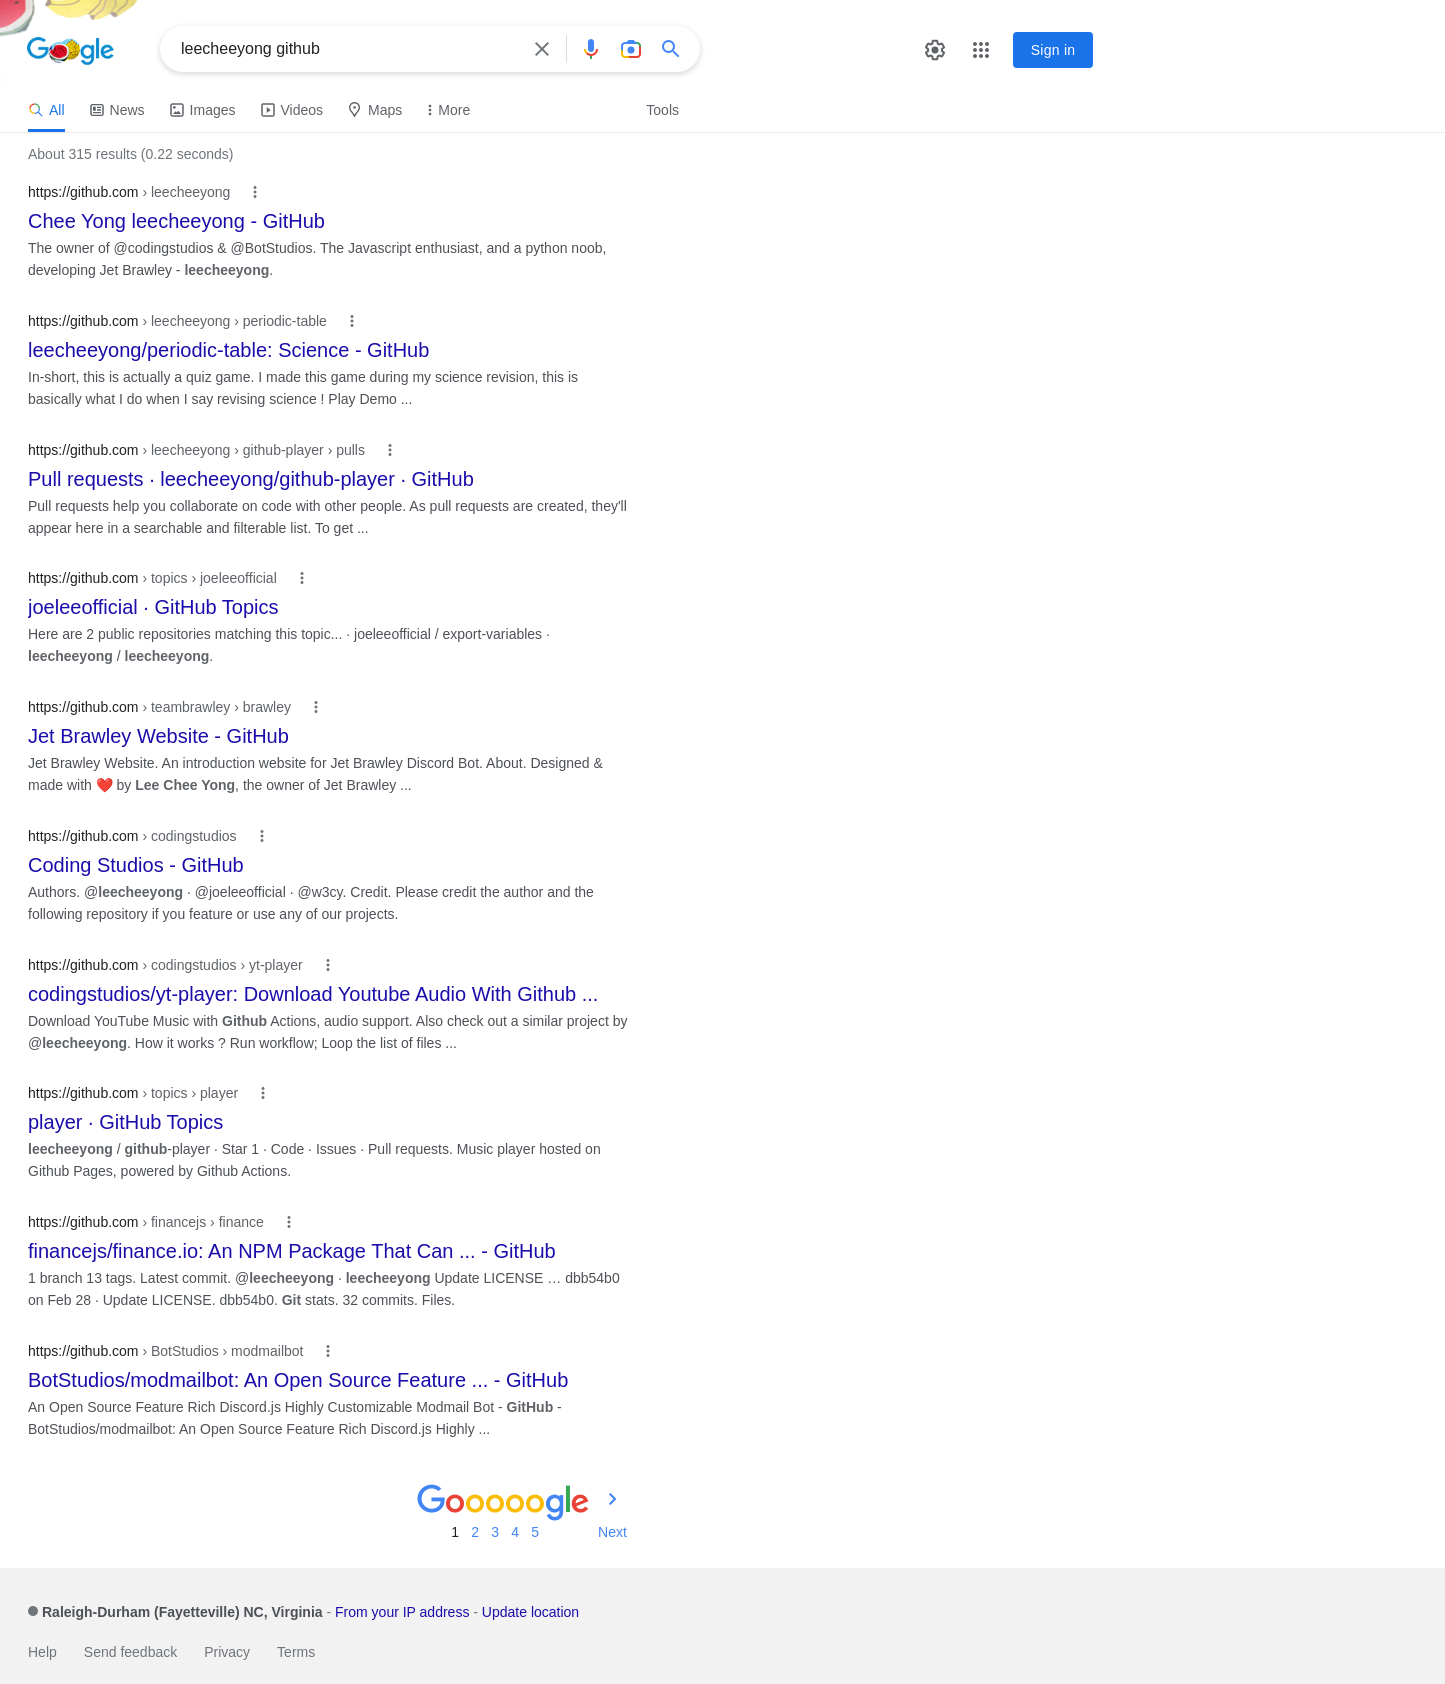 Google
leecheeyong github
Sign in
All News Images Videos Maps More Tools
About 315 results (0.22 seconds)
https://github.com › leecheeyong
Chee Yong leecheeyong - GitHub
The owner of @codingstudios & @BotStudios. The Javascript enthusiast, and a python noob,
developing Jet Brawley - leecheeyong.
https://github.com › leecheeyong › periodic-table
leecheeyong/periodic-table: Science - GitHub
In-short, this is actually a quiz game. I made this game during my science revision, this is
basically what I do when I say revising science ! Play Demo ...
https://github.com › leecheeyong › github-player › pulls
Pull requests · leecheeyong/github-player · GitHub
Pull requests help you collaborate on code with other people. As pull requests are created, they'll
appear here in a searchable and filterable list. To get ...
https://github.com › topics › joeleeofficial
joeleeofficial · GitHub Topics
Here are 2 public repositories matching this topic... · joeleeofficial / export-variables ·
leecheeyong / leecheeyong.
https://github.com › teambrawley › brawley
Jet Brawley Website - GitHub
Jet Brawley Website. An introduction website for Jet Brawley Discord Bot. About. Designed &
made with ❤️ by Lee Chee Yong, the owner of Jet Brawley ...
https://github.com › codingstudios
Coding Studios - GitHub
Authors. @leecheeyong · @joeleeofficial · @w3cy. Credit. Please credit the author and the
following repository if you feature or use any of our projects.
https://github.com › codingstudios › yt-player
codingstudios/yt-player: Download Youtube Audio With Github ...
Download YouTube Music with Github Actions, audio support. Also check out a similar project by
@leecheeyong. How it works ? Run workflow; Loop the list of files ...
https://github.com › topics › player
player · GitHub Topics
leecheeyong / github-player · Star 1 · Code · Issues · Pull requests. Music player hosted on
Github Pages, powered by Github Actions.
https://github.com › financejs › finance
financejs/finance.io: An NPM Package That Can ... - GitHub
1 branch 13 tags. Latest commit. @leecheeyong · leecheeyong Update LICENSE … dbb54b0
on Feb 28 · Update LICENSE. dbb54b0. Git stats. 32 commits. Files.
https://github.com › BotStudios › modmailbot
BotStudios/modmailbot: An Open Source Feature ... - GitHub
An Open Source Feature Rich Discord.js Highly Customizable Modmail Bot - GitHub -
BotStudios/modmailbot: An Open Source Feature Rich Discord.js Highly ...
Goooooogle
1 2 3 4 5 Next
Raleigh-Durham (Fayetteville) NC, Virginia - From your IP address - Update location
Help Send feedback Privacy Terms